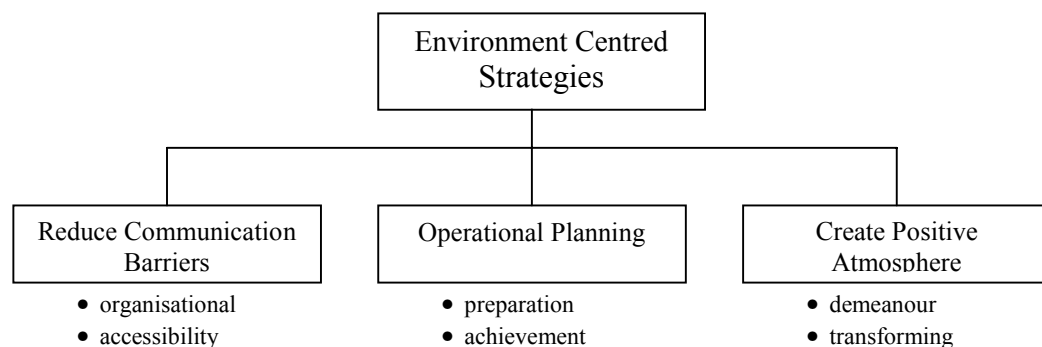 Environment Centred
Strategies
Reduce Communication
Barriers
• organisational
• accessibility
Operational Planning
• preparation
• achievement
Create Positive
Atmosphere
• demeanour
• transforming